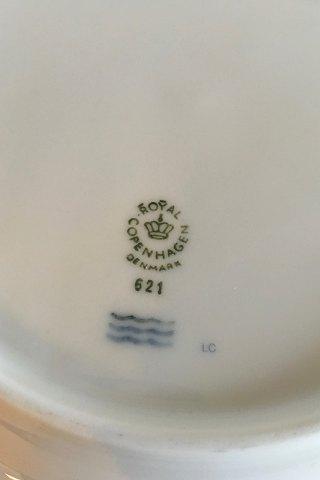 ROYAL
COPENHAGEN
DENMARK
621
LC